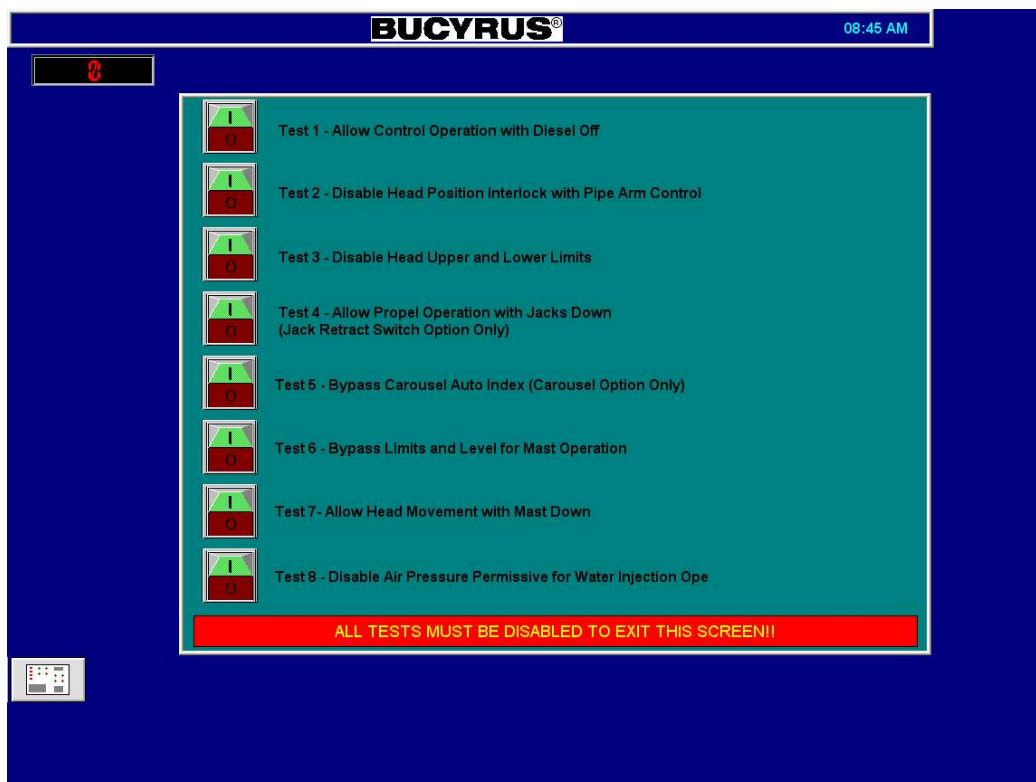 BUCYRUS®
08:45 AM
0
I
O
Test 1 - Allow Control Operation with Diesel Off
I
O
Test 2 - Disable Head Position Interlock with Pipe Arm Control
I
O
Test 3 - Disable Head Upper and Lower Limits
I
O
Test 4 - Allow Propel Operation with Jacks Down
(Jack Retract Switch Option Only)
I
O
Test 5 - Bypass Carousel Auto Index (Carousel Option Only)
I
O
Test 6 - Bypass Limits and Level for Mast Operation
I
O
Test 7- Allow Head Movement with Mast Down
I
O
Test 8 - Disable Air Pressure Permissive for Water Injection Ope
ALL TESTS MUST BE DISABLED TO EXIT THIS SCREEN!!